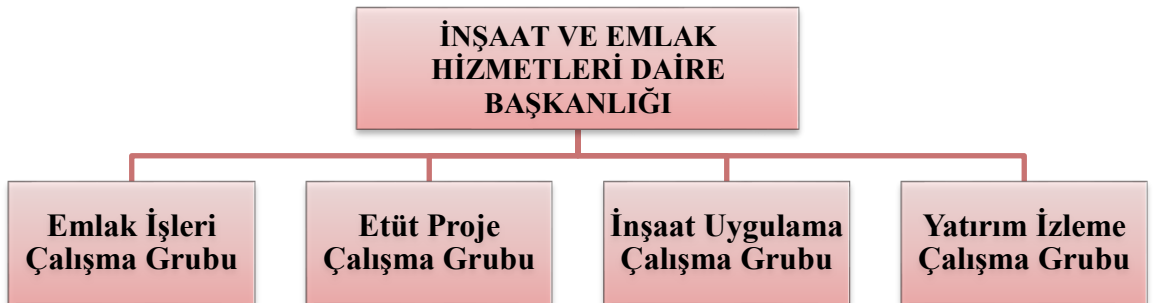 İNŞAAT VE EMLAK
HİZMETLERİ DAİRE
BAŞKANLIĞI
Emlak İşleri
Çalışma Grubu
Etüt Proje
Çalışma Grubu
İnşaat Uygulama
Çalışma Grubu
Yatırım İzleme
Çalışma Grubu